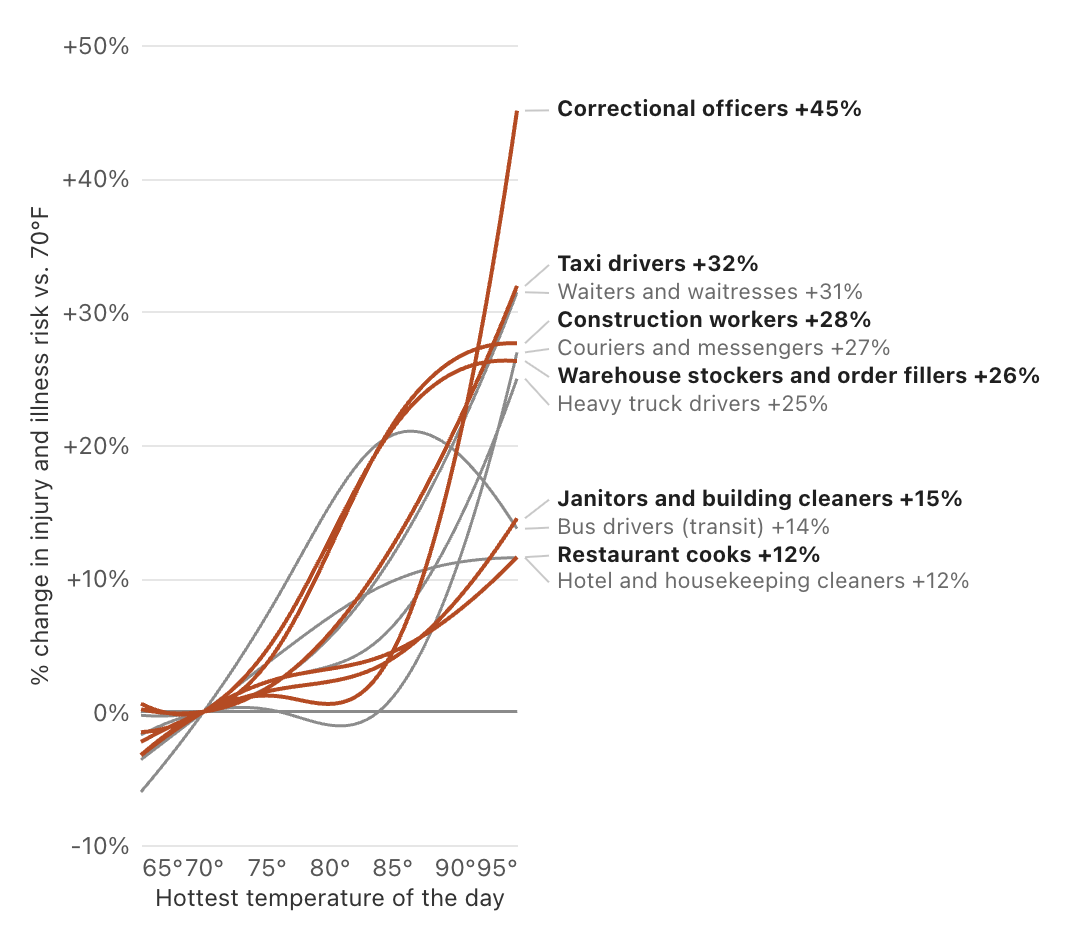 +50%
Correctional officers +45%
+40%
Taxi drivers +32%
Waiters and waitresses +31%
+30%
Construction workers +28%
Couriers and messengers +27%
Warehouse stockers and order fillers +26%
Heavy truck drivers +25%
+20%
Janitors and building cleaners +15%
Bus drivers (transit) +14%
Restaurant cooks +12%
Hotel and housekeeping cleaners +12%
+10%
0%
-10%
% change in injury and illness risk vs. 70°F
65° 70° 75° 80° 85° 90° 95°
Hottest temperature of the day